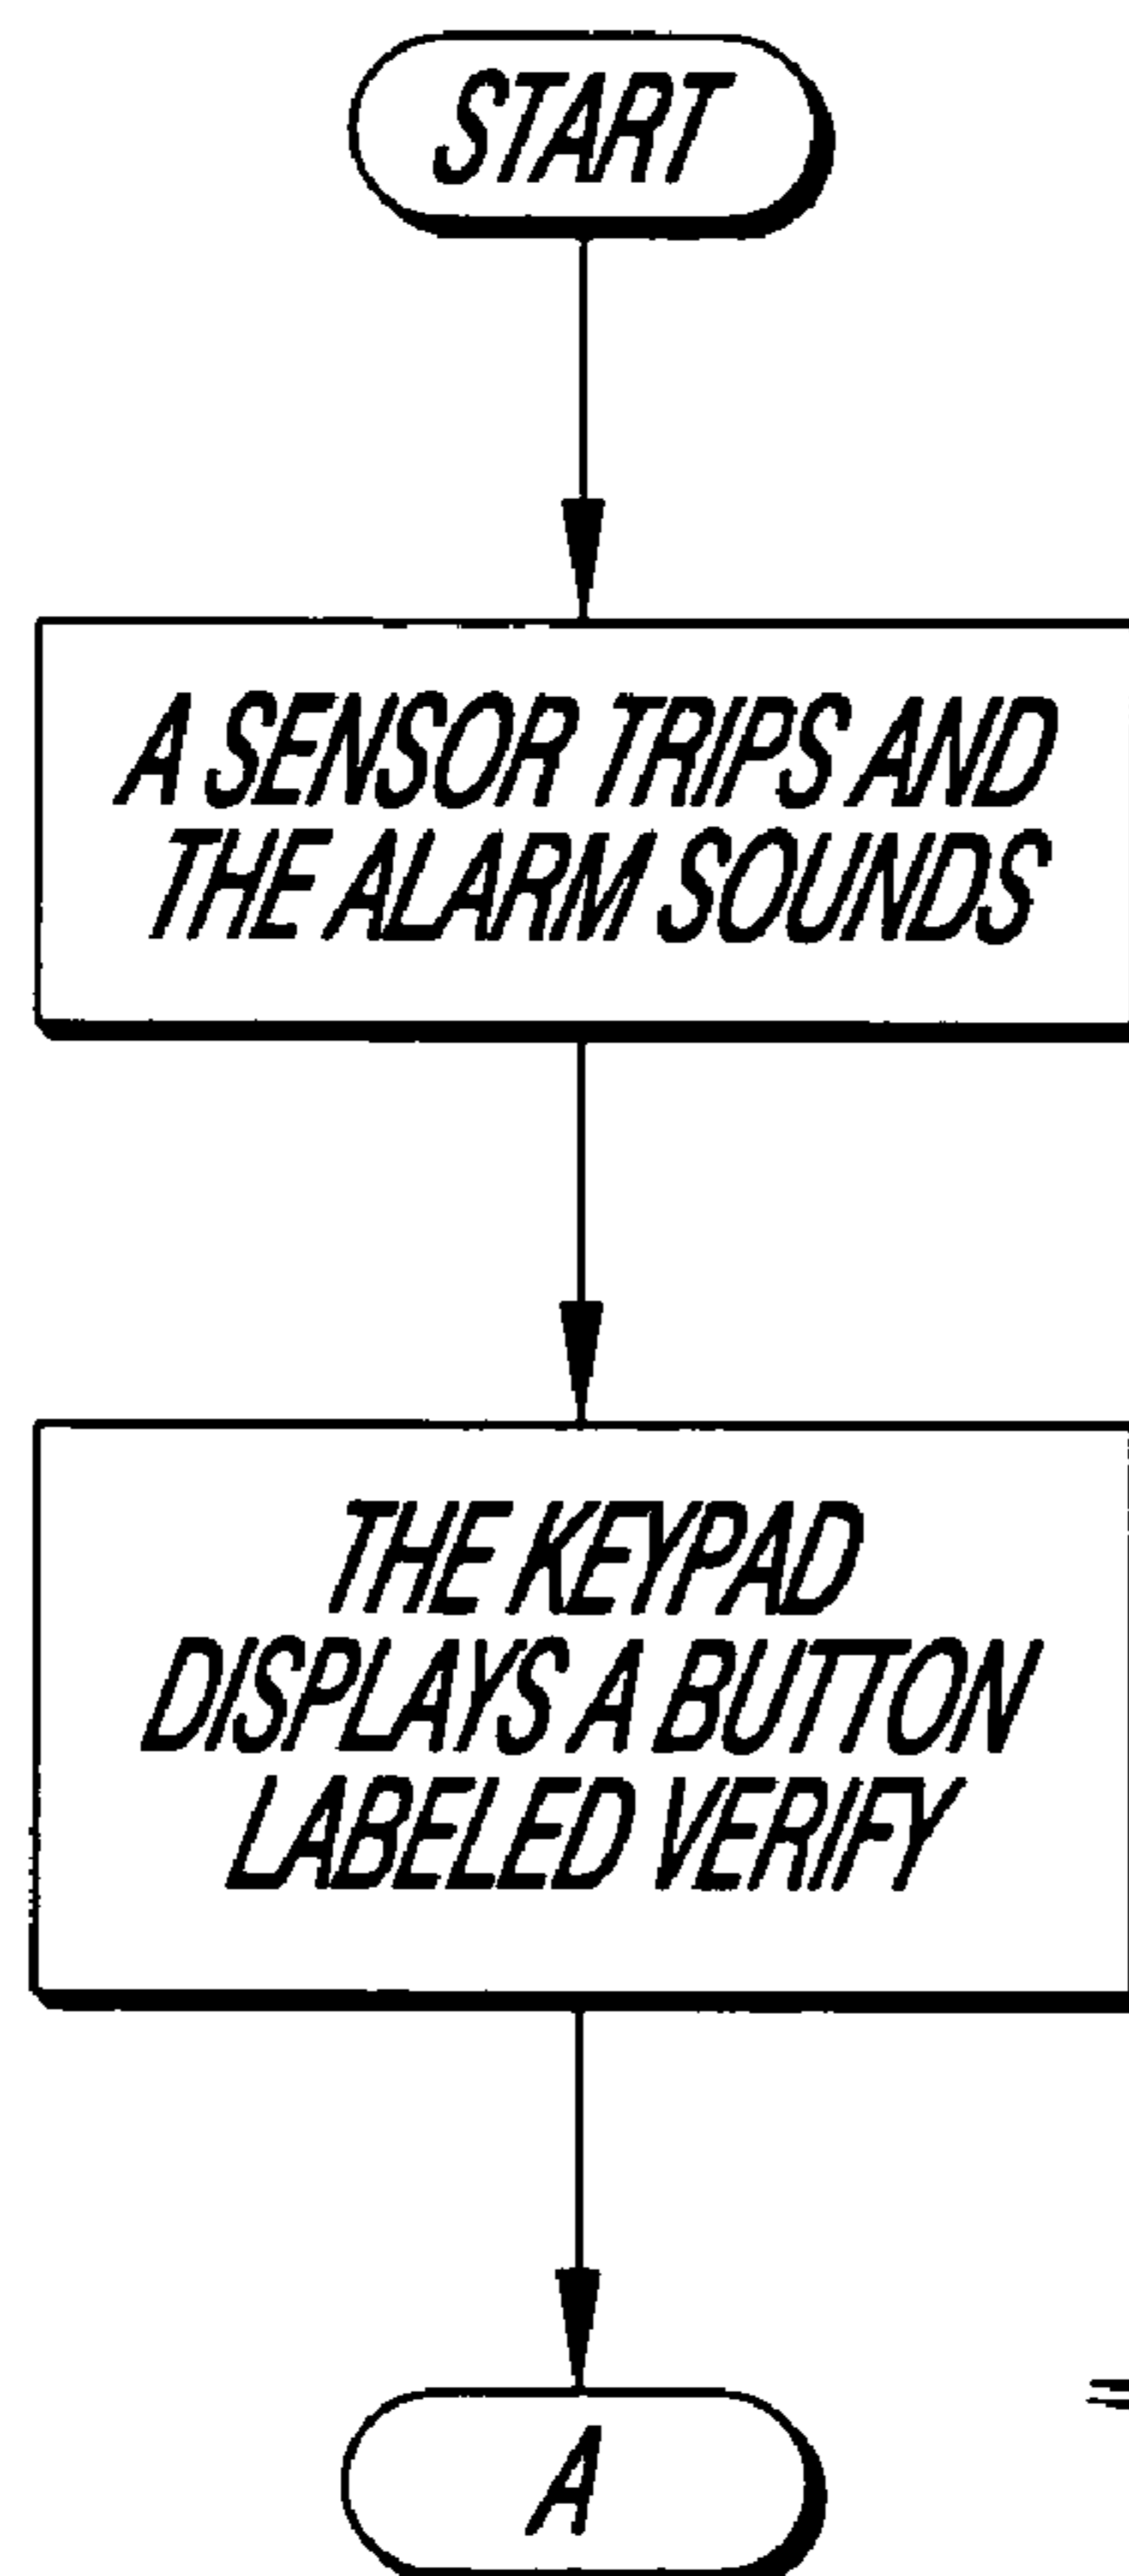 START
A SENSOR TRIPS AND
THE ALARM SOUNDS
THE KEYPAD
DISPLAYS A BUTTON
LABELED VERIFY
A